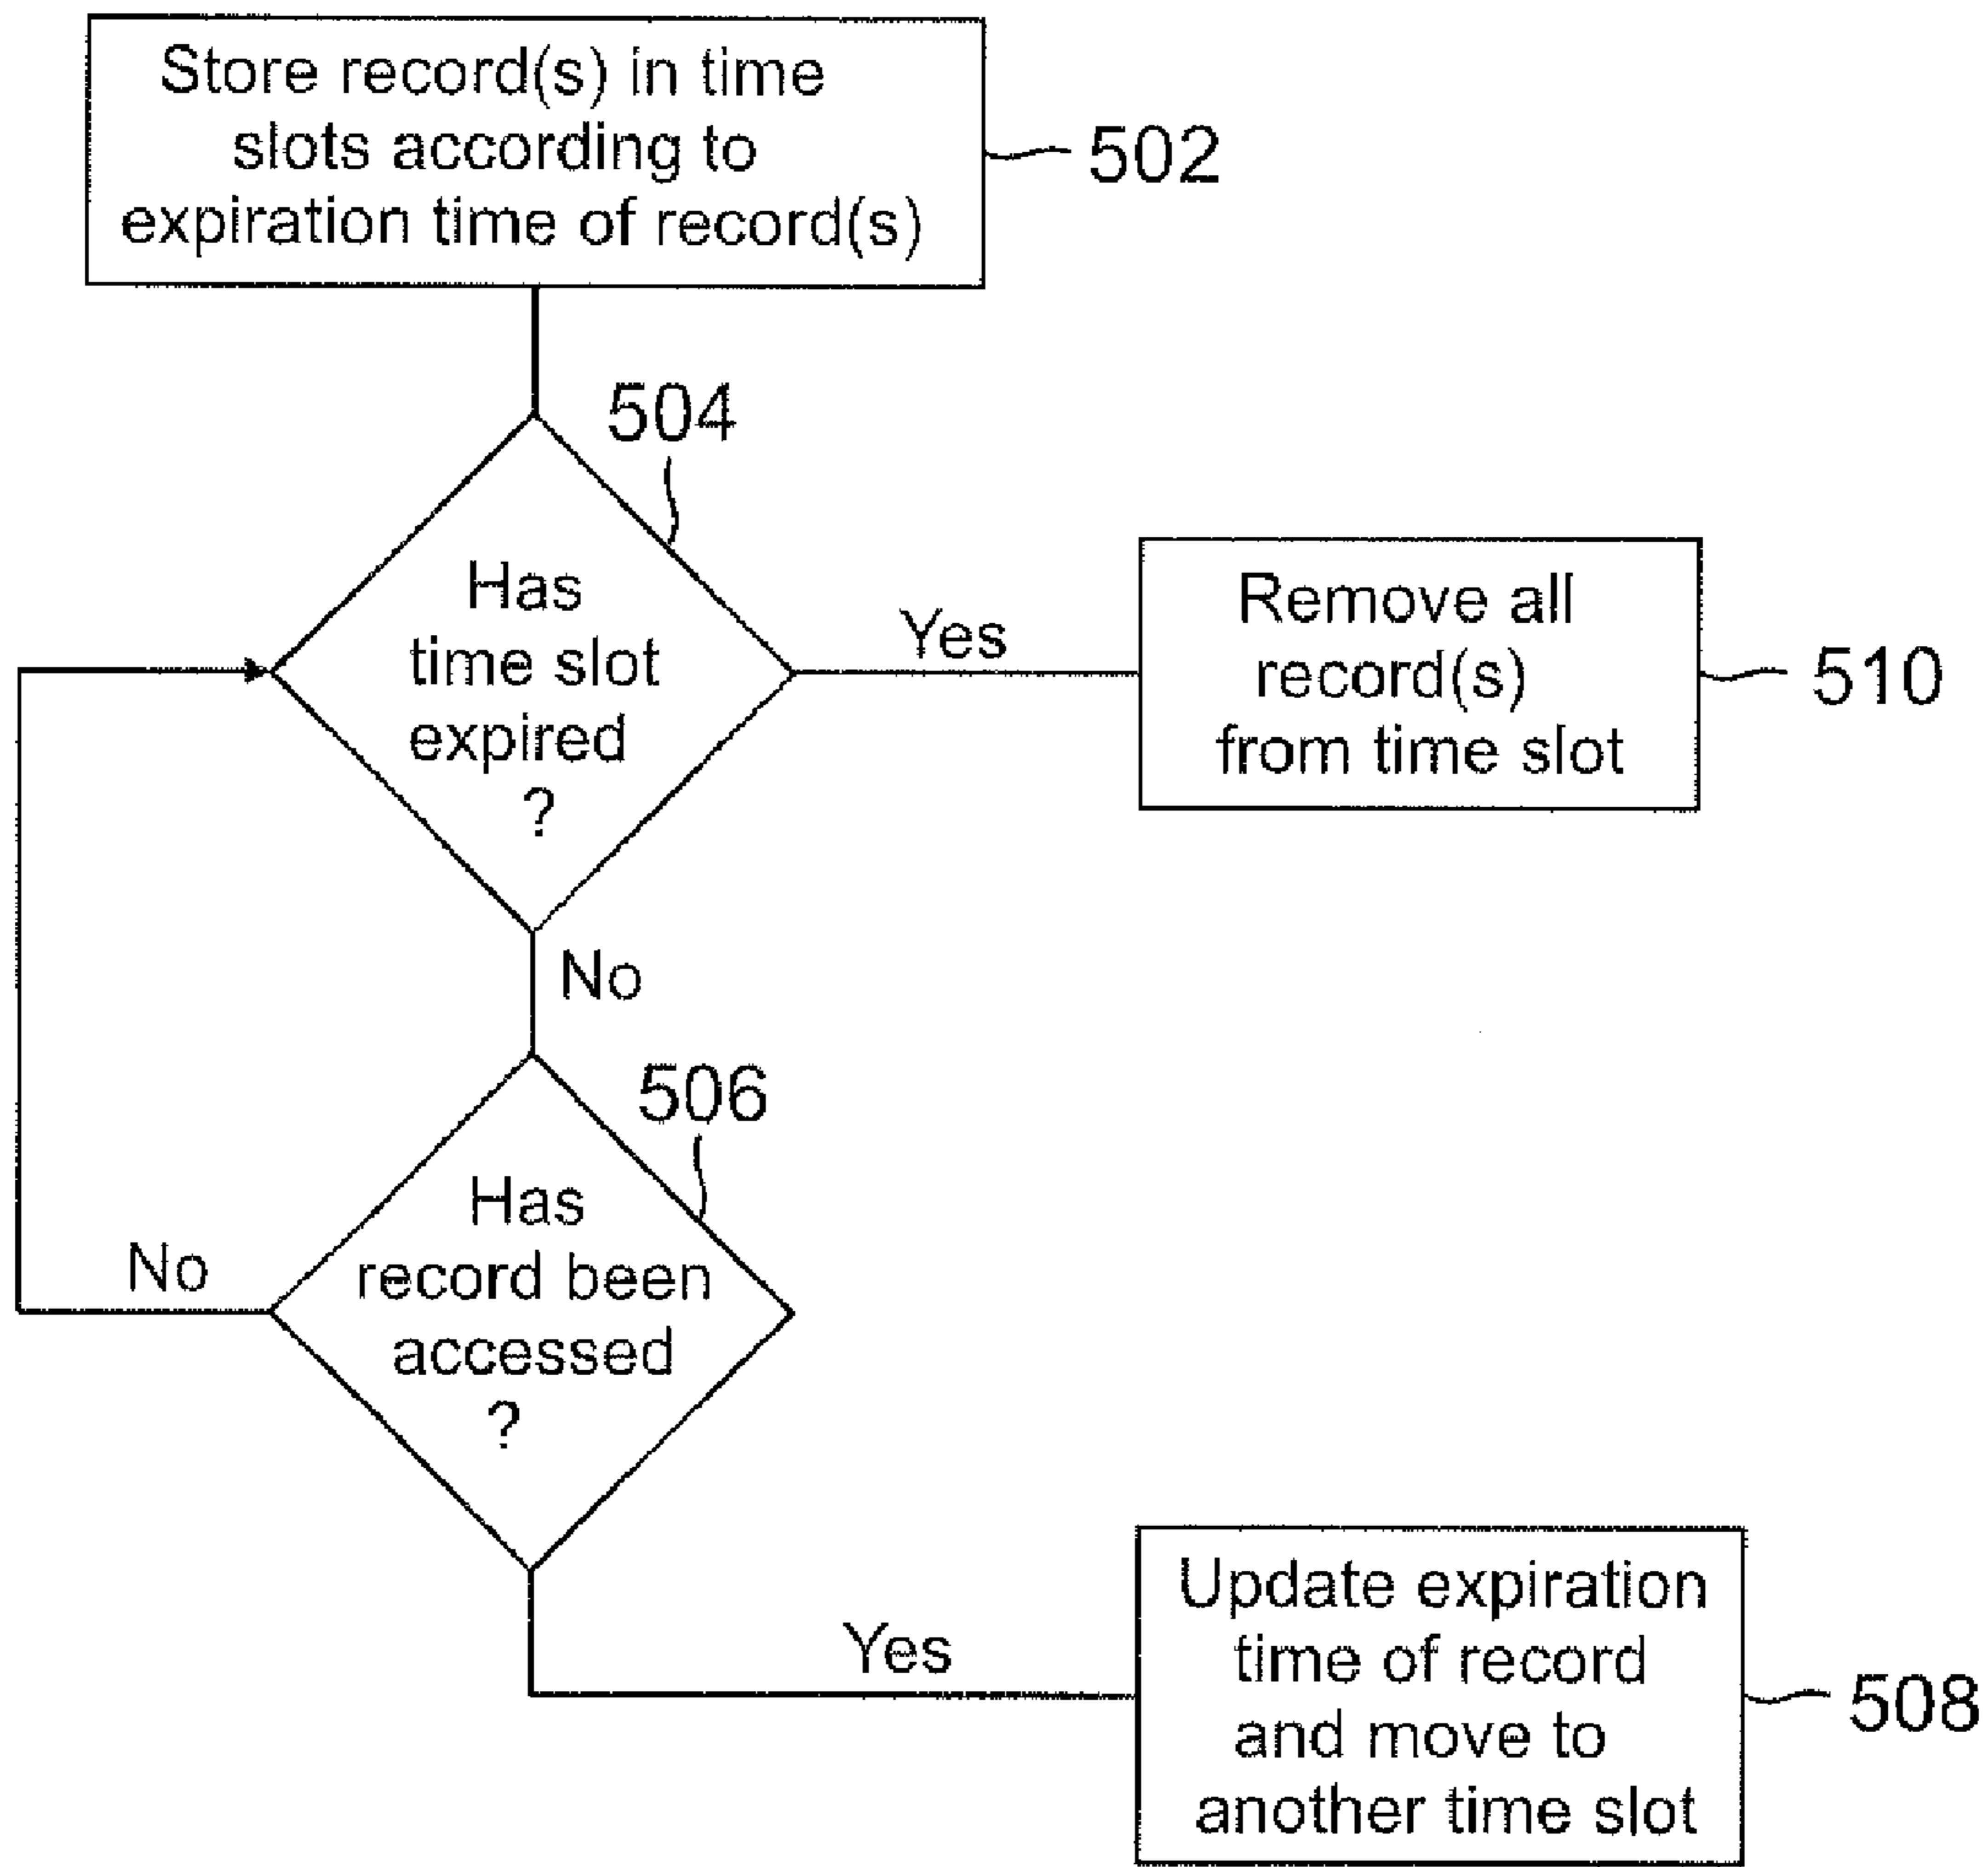 Store record(s) in time
slots according to
expiration time of record(s)
502
504
Has
time slot
expired
?
Yes
Remove all
record(s)
from time slot
510
No
506
Has
record been
accessed
?
No
Yes
Update expiration
time of record
and move to
another time slot
508